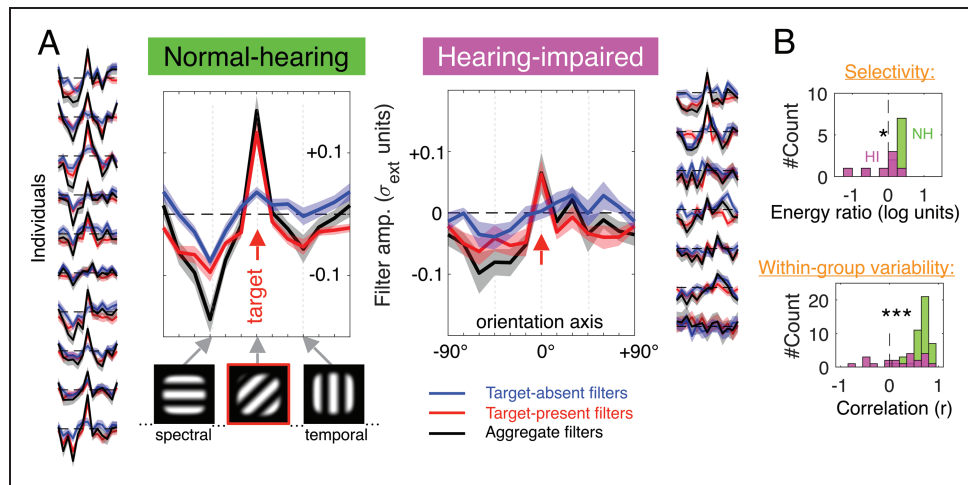 A
Normal-hearing
Hearing-impaired
B
Individuals
+0.1
-0.1
target
spectral
temporal
Filter amp. (σext units)
+0.1
0
-0.1
orientation axis
-90°
0°
+90°
Target-absent filters
Target-present filters
Aggregate filters
Selectivity:
#Count
10
5
0
*
HI
NH
-1
0
1
Energy ratio (log units)
Within-group variability:
#Count
20
10
0
***
-1
0
1
Correlation (r)